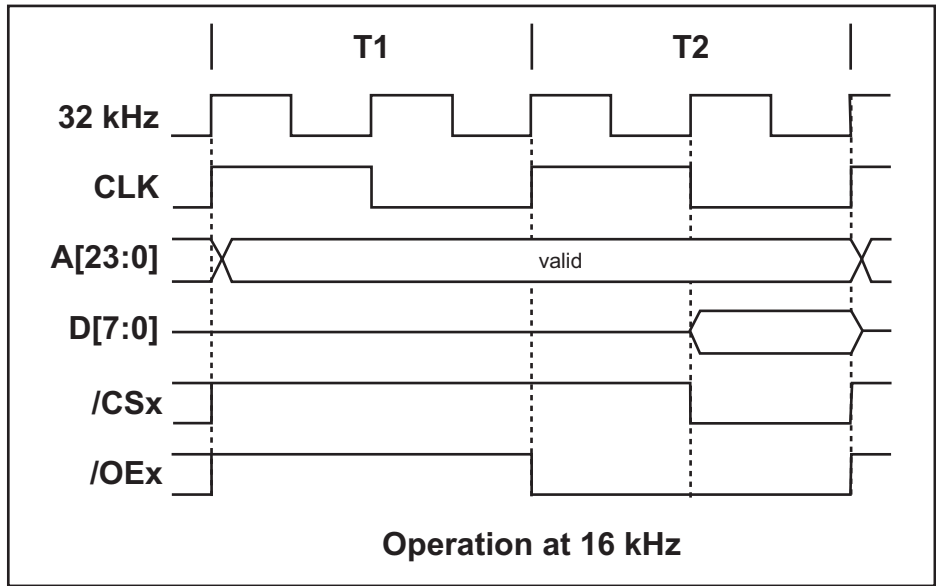 T1 T2
32 kHz
CLK
A[23:0] valid
D[7:0]
/CSx
/OEx
Operation at 16 kHz